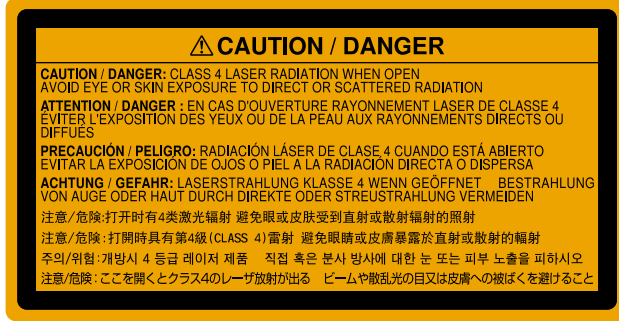 ⚠ CAUTION / DANGER
CAUTION / DANGER: CLASS 4 LASER RADIATION WHEN OPEN
AVOID EYE OR SKIN EXPOSURE TO DIRECT OR SCATTERED RADIATION
ATTENTION / DANGER : EN CAS D'OUVERTURE RAYONNEMENT LASER DE CLASSE 4
ÉVITER L'EXPOSITION DES YEUX OU DE LA PEAU AUX RAYONNEMENTS DIRECTS OU
DIFFUÉS
PRECAUCIÓN / PELIGRO: RADIACIÓN LÁSER DE CLASE 4 CUANDO ESTÁ ABIERTO
EVITAR LA EXPOSICIÓN DE OJOS O PIEL A LA RADIACIÓN DIRECTA O DISPERSA
ACHTUNG / GEFAHR: LASERSTRAHLUNG KLASSE 4 WENN GEÖFFNET BESTRAHLUNG
VON AUGE ODER HAUT DURCH DIREKTE ODER STREUSTRAHLUNG VERMEIDEN
注意/危险:打开时有4类激光辐射 避免眼或皮肤受到直射或散射辐射的照射
注意/危險:打開時具有第4級(CLASS 4)雷射 避免眼睛或皮膚暴露於直射或散射的輻射
주의/위험:개방시 4 등급 레이저 제품 직접 혹은 분사 방사에 대한 눈 또는 피부 노출을 피하시오
注意/危険:ここを開くとクラス4のレーザ放射が出る ビームや散乱光の目又は皮膚への被ばくを避けること